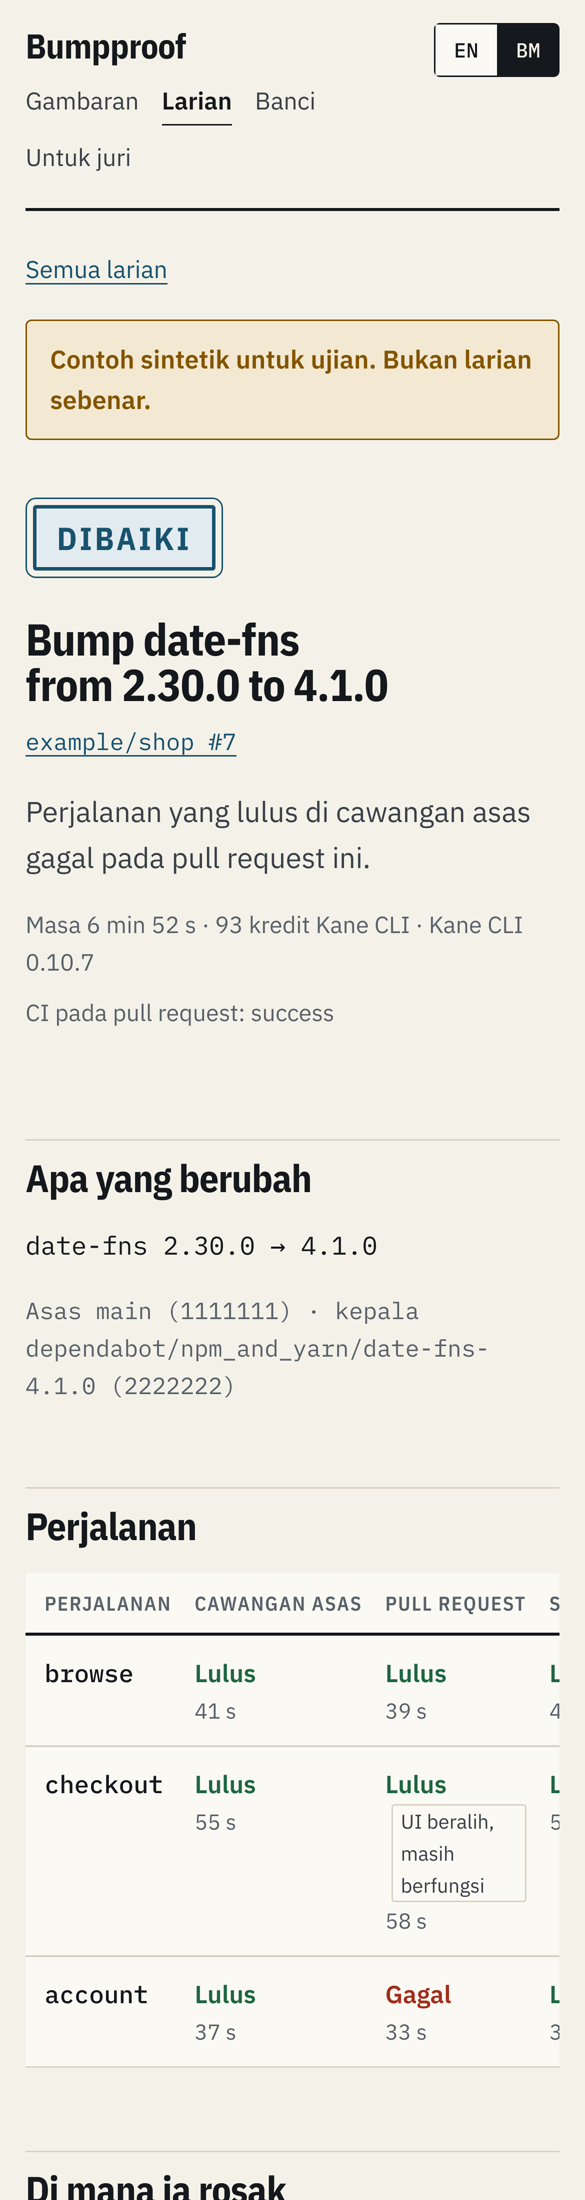 Bumpproof
EN BM
Gambaran Larian Banci
Untuk juri
Semua larian
Contoh sintetik untuk ujian. Bukan larian
sebenar.
DIBAIKI
Bump date-fns
from 2.30.0 to 4.1.0
example/shop #7
Perjalanan yang lulus di cawangan asas
gagal pada pull request ini.
Masa 6 min 52 s · 93 kredit Kane CLI · Kane CLI
0.10.7
CI pada pull request: success
Apa yang berubah
date-fns 2.30.0 → 4.1.0
Asas main (1111111) · kepala
dependabot/npm_and_yarn/date-fns-
4.1.0 (2222222)
Perjalanan
PERJALANAN CAWANGAN ASAS PULL REQUEST
browse Lulus Lulus
41 s 39 s
checkout Lulus Lulus
55 s UI beralih,
masih
berfungsi
58 s
account Lulus Gagal
37 s 33 s
Di mana ia rosak